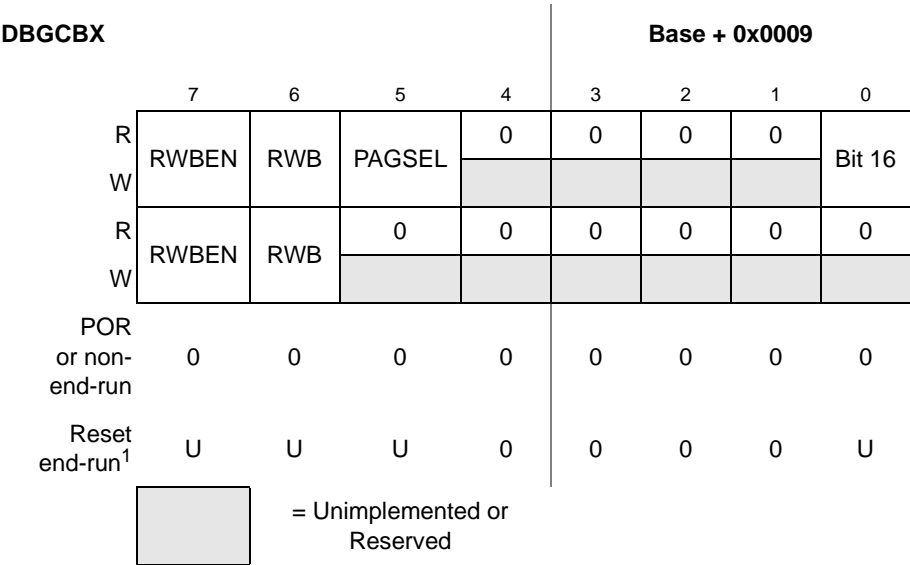 DBGCBX Base + 0x0009
7 6 5 4 3 2 1 0
R RWBEN RWB PAGSEL 0 0 0 0 Bit 16
W
R RWBEN RWB 0 0 0 0 0 0
W
POR
or non- 0 0 0 0 0 0 0 0
end-run
Reset
end-run1 U U U 0 0 0 0 U
= Unimplemented or
Reserved